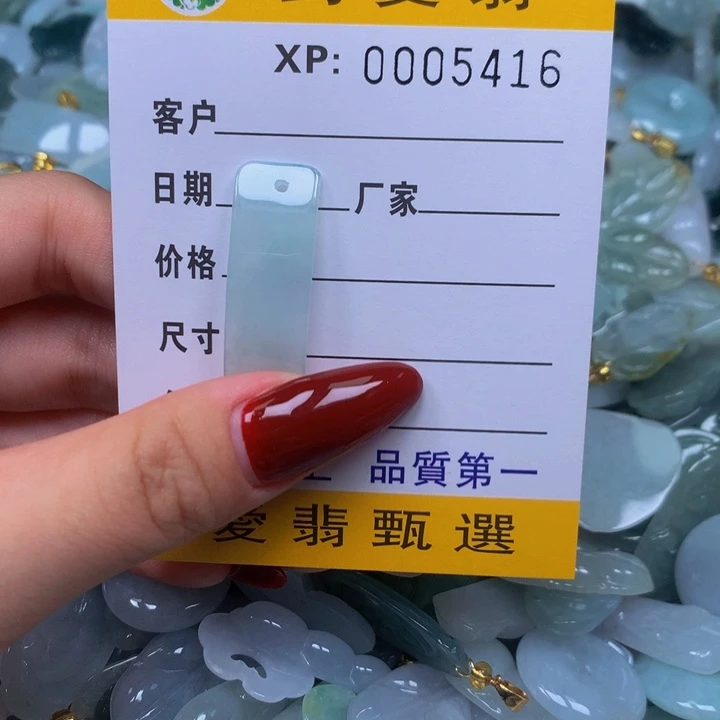 XP: 0005416
客户
日期 厂家
价格
尺寸
品質第一
愛翡甄選